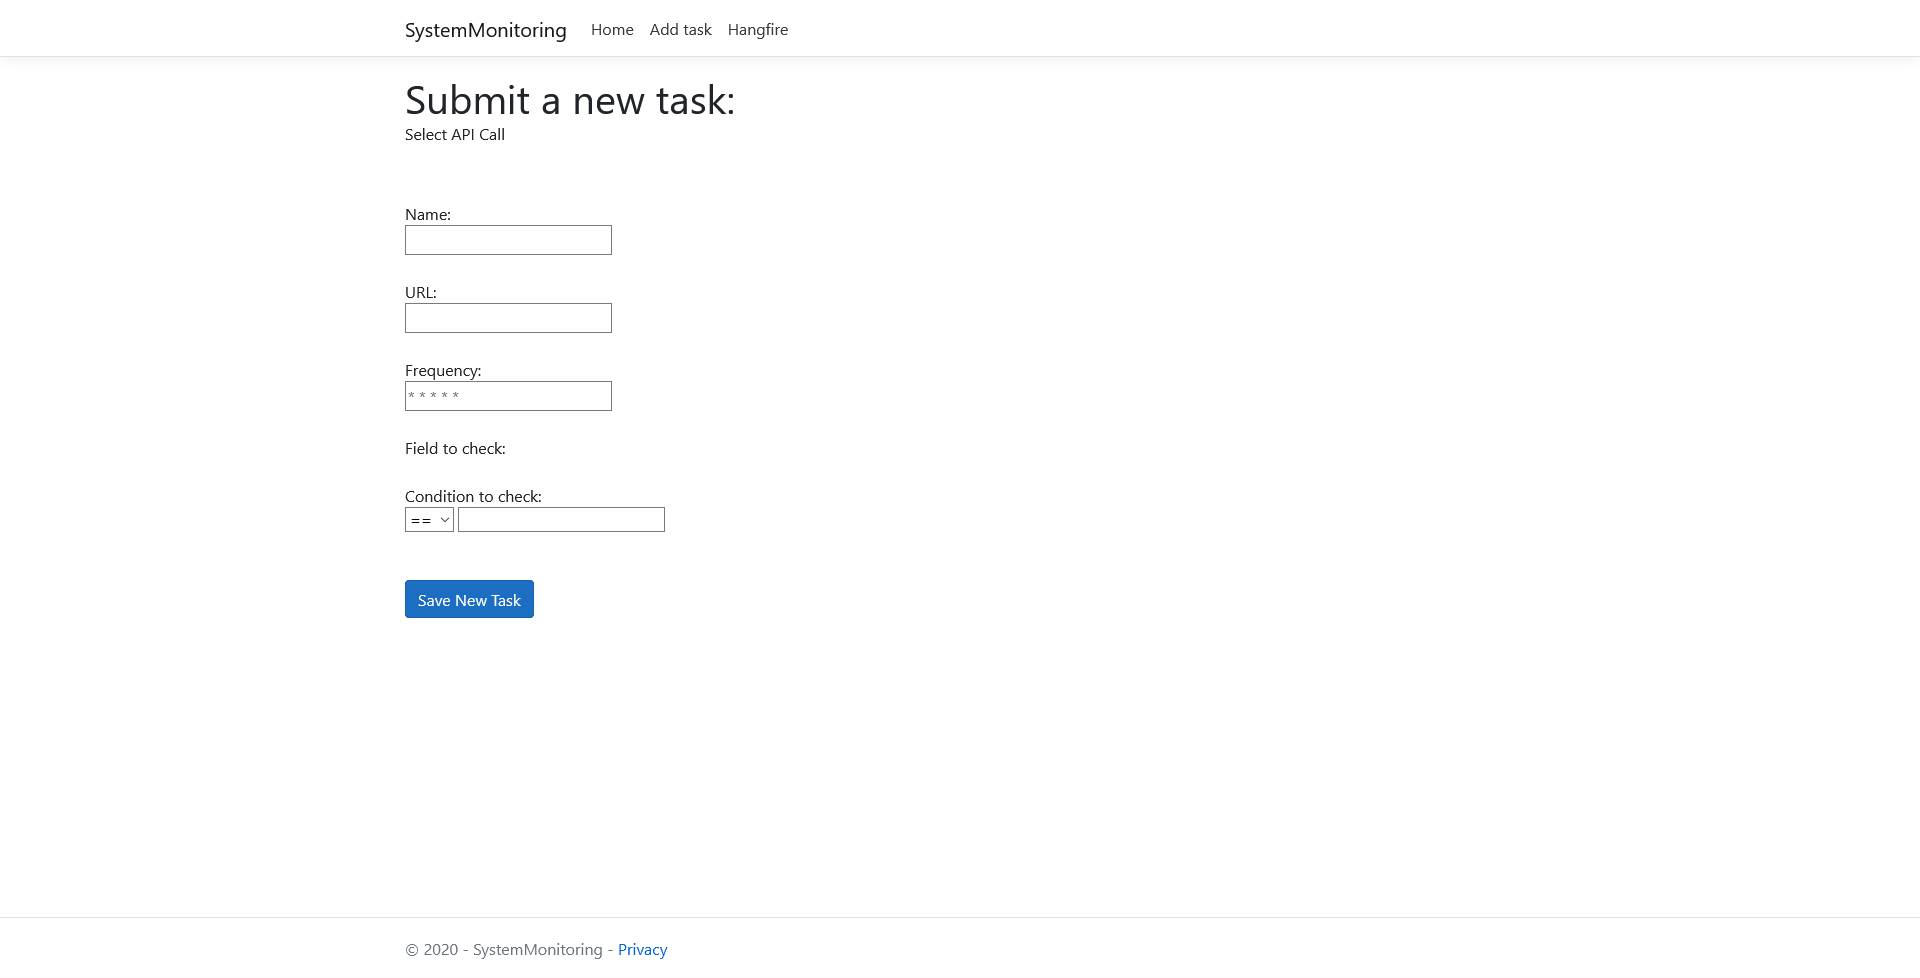 SystemMonitoring Home Add task Hangfire
Submit a new task:
Select API Call
Name:
URL:
Frequency:
* * * * *
Field to check:
Condition to check:
==
Save New Task
© 2020 - SystemMonitoring - Privacy